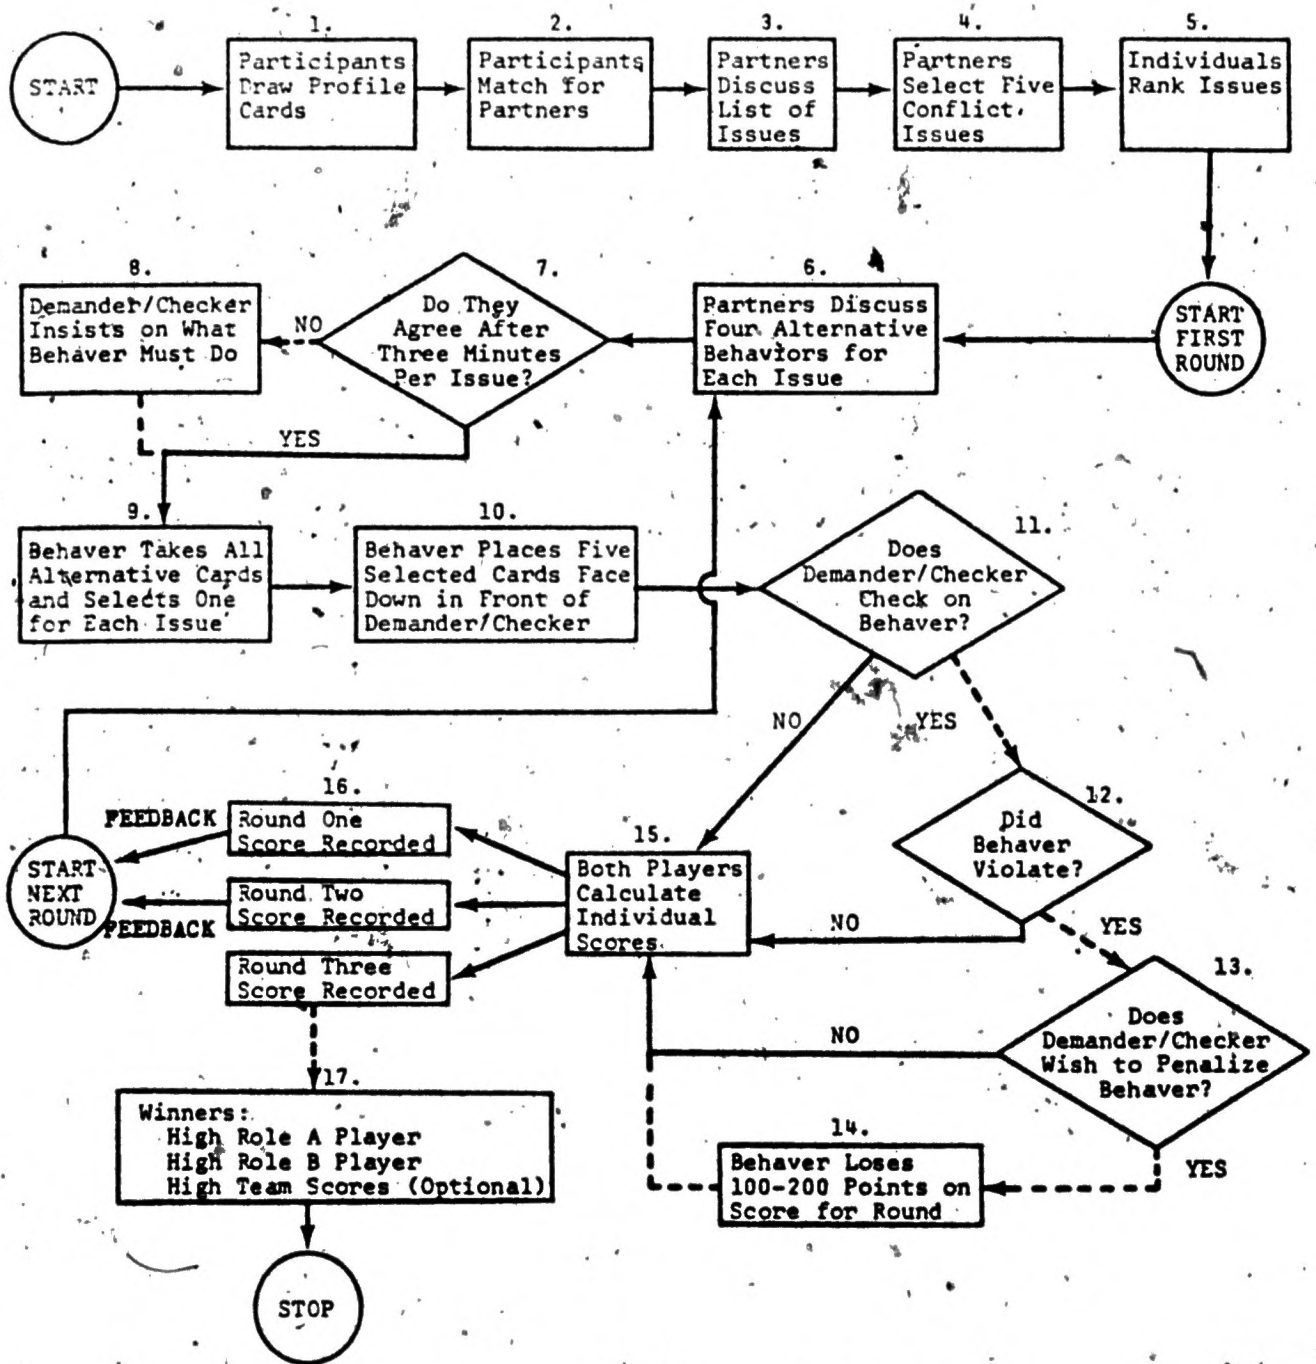 START
1.
Participants
Draw Profile
Cards
2.
Participants
Match for
Partners
3.
Partners
Discuss
List of
Issues
4.
Partners
Select Five
Conflict
Issues
5.
Individuals
Rank Issues
START
FIRST
ROUND
6.
Partners Discuss
Four Alternative
Behaviors for
Each Issue
7.
Do They
Agree After
Three Minutes
Per Issue?
NO
YES
8.
Demander/Checker
Insists on What
Behaver Must Do
9.
Behaver Takes All
Alternative Cards
and Selects One
for Each Issue
10.
Behaver Places Five
Selected Cards Face
Down in Front of
Demander/Checker
11.
Does
Demander/Checker
Check on
Behaver?
NO
YES
12.
Did
Behaver
Violate?
NO
YES
13.
Does
Demander/Checker
Wish to Penalize
Behaver?
NO
YES
14.
Behaver Loses
100-200 Points on
Score for Round
15.
Both Players
Calculate
Individual
Scores
16.
Round One
Score Recorded
Round Two
Score Recorded
Round Three
Score Recorded
FEEDBACK
FEEDBACK
START
NEXT
ROUND
17.
Winners:
High Role A Player
High Role B Player
High Team Scores (Optional)
STOP